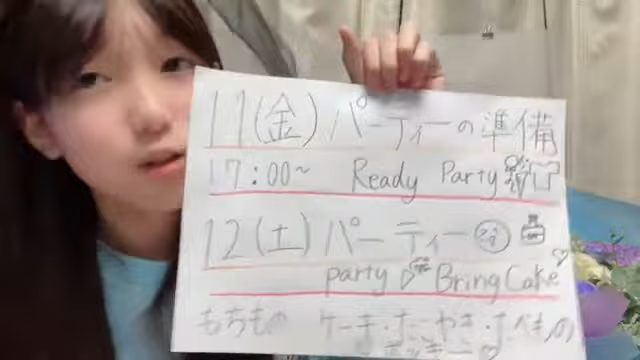 11(金) パーティーの準備
17:00~ Ready Party
12(土) パーティー
party Bring Cake
もちもの ケーキ・